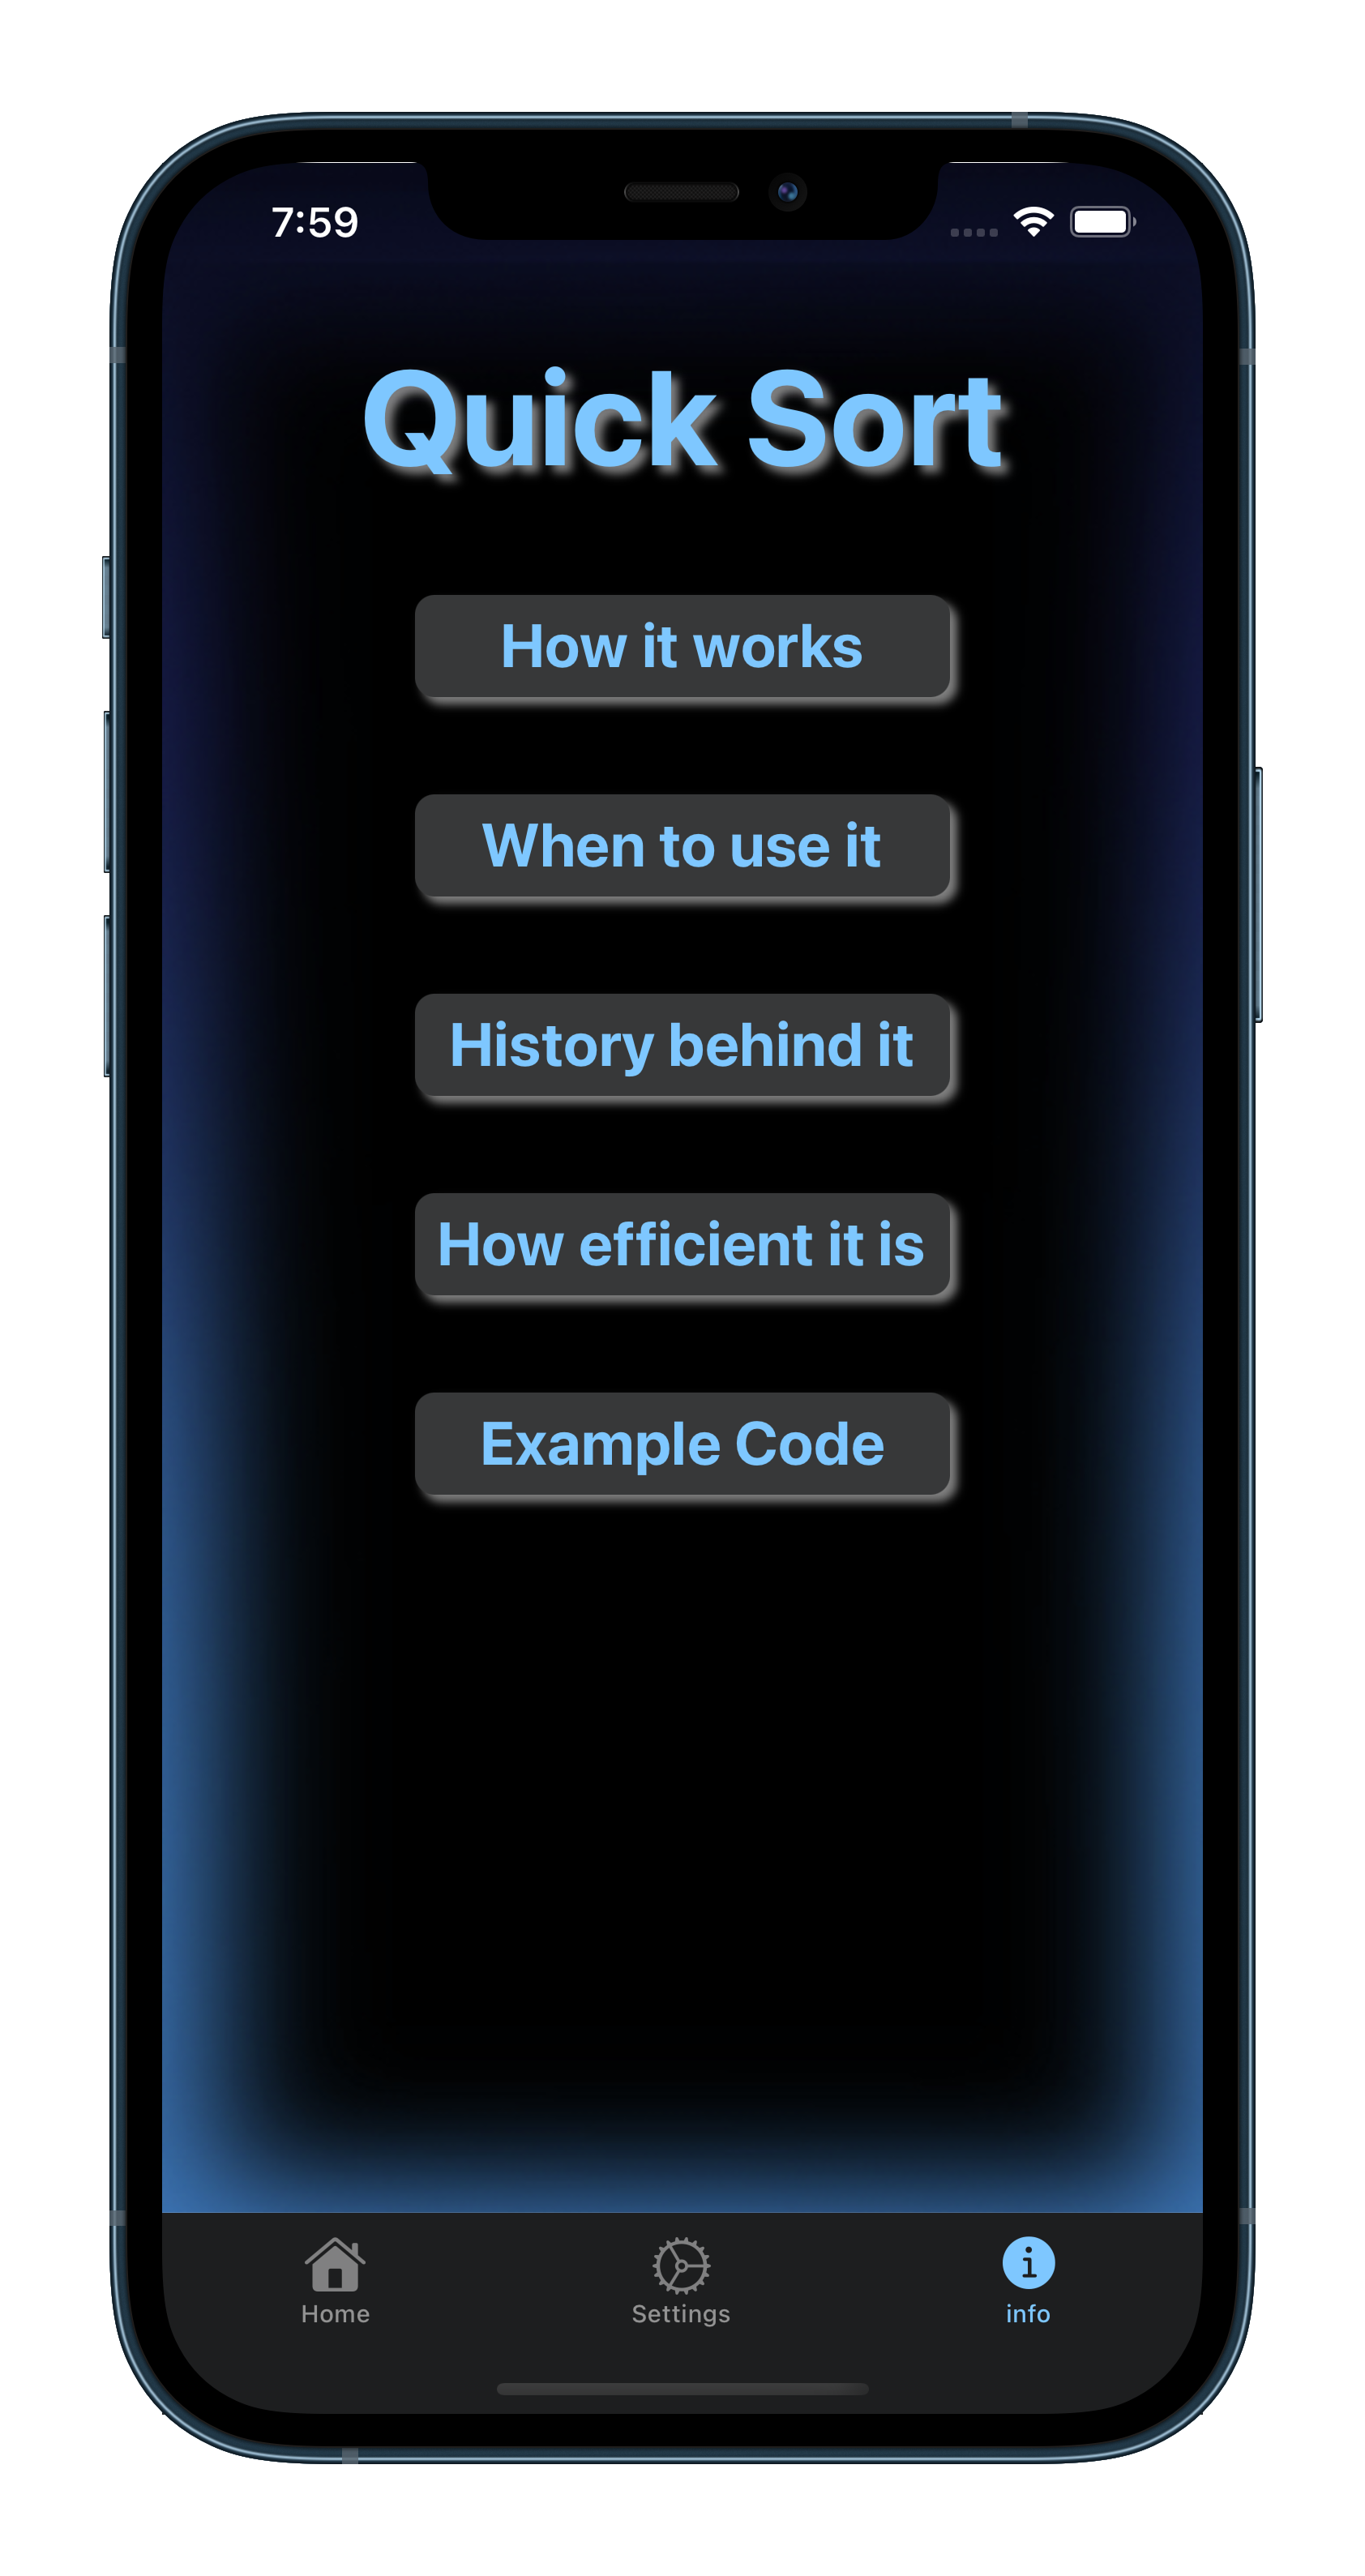 7:59
Quick Sort
How it works
When to use it
History behind it
How efficient it is
Example Code
Home
Settings
info